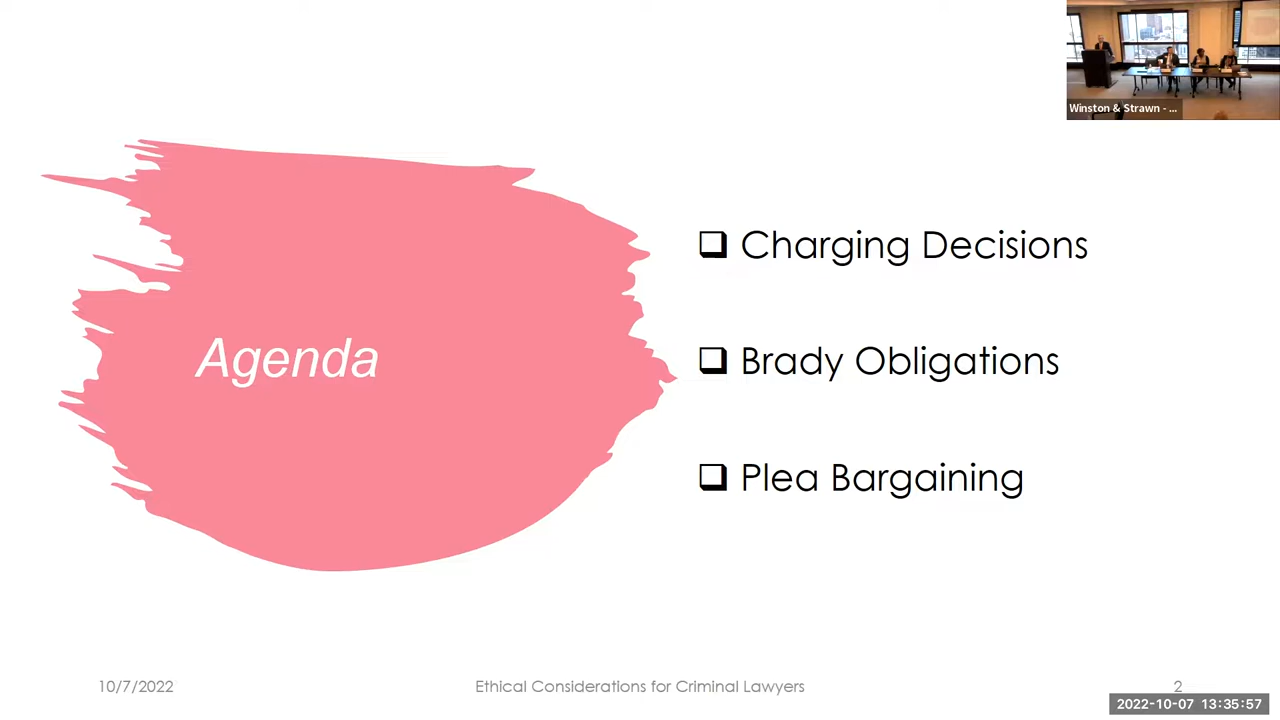 Winston & Strawn - ...
Agenda
Charging Decisions
Brady Obligations
Plea Bargaining
10/7/2022
Ethical Considerations for Criminal Lawyers
2
2022-10-07 13:35:57